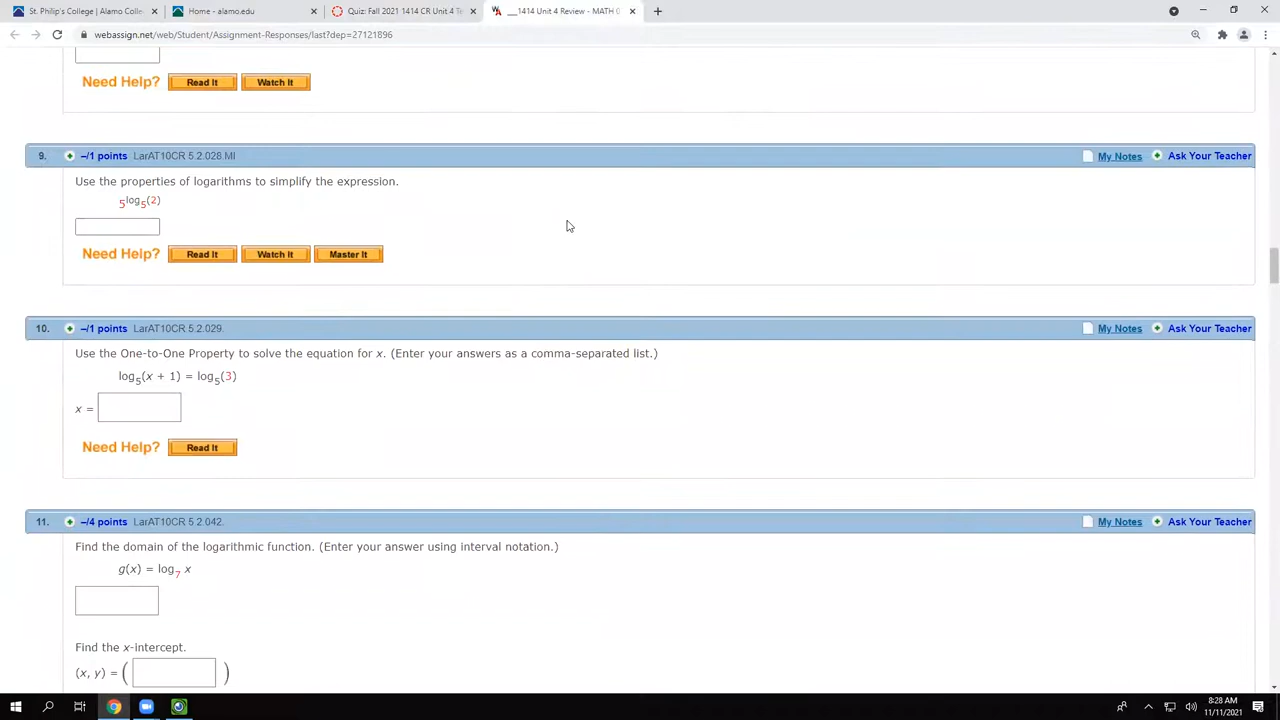 St. Philip's College | Alamo Colle
Home - alamo.edu
Quiz: Fall 2021 1414 CR Unit 4 Te
__1414 Unit 4 Review - MATH 0
webassign.net/web/Student/Assignment-Responses/last?dep=27121896
Need Help? Read It Watch It
9. –/1 points LarAT10CR 5.2.028.MI. My Notes Ask Your Teacher
Use the properties of logarithms to simplify the expression.
5^log₅(2)
Need Help? Read It Watch It Master It
10. –/1 points LarAT10CR 5.2.029. My Notes Ask Your Teacher
Use the One-to-One Property to solve the equation for x. (Enter your answers as a comma-separated list.)
log₅(x + 1) = log₅(3)
x =
Need Help? Read It
11. –/4 points LarAT10CR 5.2.042. My Notes Ask Your Teacher
Find the domain of the logarithmic function. (Enter your answer using interval notation.)
g(x) = log₇ x
Find the x-intercept.
(x, y) = ( )
8:28 AM
11/11/2021